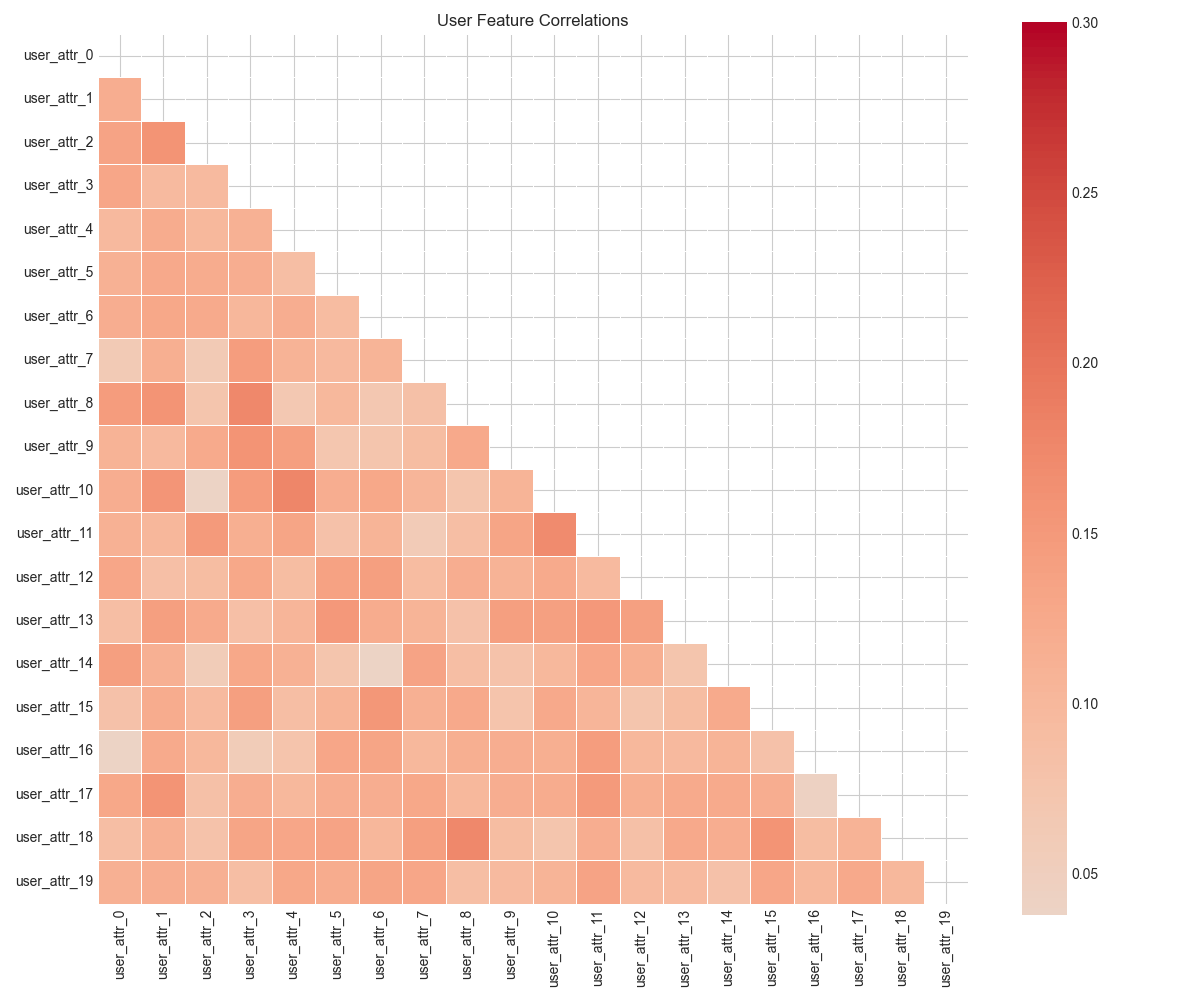 User Feature Correlations
user_attr_0
user_attr_1
user_attr_2
user_attr_3
user_attr_4
user_attr_5
user_attr_6
user_attr_7
user_attr_8
user_attr_9
user_attr_10
user_attr_11
user_attr_12
user_attr_13
user_attr_14
user_attr_15
user_attr_16
user_attr_17
user_attr_18
user_attr_19
user_attr_0
user_attr_1
user_attr_2
user_attr_3
user_attr_4
user_attr_5
user_attr_6
user_attr_7
user_attr_8
user_attr_9
user_attr_10
user_attr_11
user_attr_12
user_attr_13
user_attr_14
user_attr_15
user_attr_16
user_attr_17
user_attr_18
user_attr_19
0.30
0.25
0.20
0.15
0.10
0.05